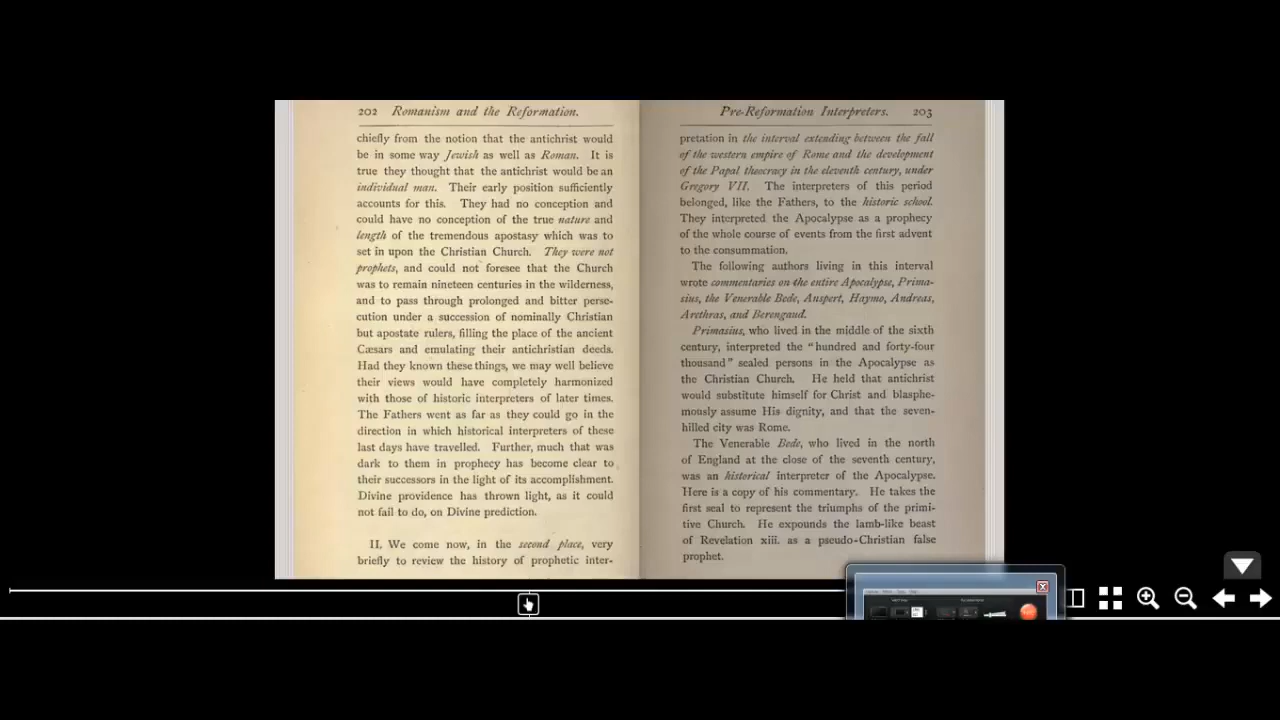 202 Romanism and the Reformation.
chiefly from the notion that the antichrist would
be in some way Jewish as well as Roman. It is
true they thought that the antichrist would be an
individual man. Their early position sufficiently
accounts for this. They had no conception and
could have no conception of the true nature and
length of the tremendous apostasy which was to
set in upon the Christian Church. They were not
prophets, and could not foresee that the Church
was to remain nineteen centuries in the wilderness,
and to pass through prolonged and bitter perse-
cution under a succession of nominally Christian
but apostate rulers, filling the place of the ancient
Cæsars and emulating their antichristian deeds.
Had they known these things, we may well believe
their views would have completely harmonized
with those of historic interpreters of later times.
The Fathers went as far as they could go in the
direction in which historical interpreters of these
last days have travelled. Further, much that was
dark to them in prophecy has become clear to
their successors in the light of its accomplishment.
Divine providence has thrown light, as it could
not fail to do, on Divine prediction.
II. We come now, in the second place, very
briefly to review the history of prophetic inter-
Pre-Reformation Interpreters. 203
pretation in the interval extending between the fall
of the western empire of Rome and the development
of the Papal theocracy in the eleventh century, under
Gregory VII. The interpreters of this period
belonged, like the Fathers, to the historic school.
They interpreted the Apocalypse as a prophecy
of the whole course of events from the first advent
to the consummation.
The following authors living in this interval
wrote commentaries on the entire Apocalypse, Prima-
sius, the Venerable Bede, Anspert, Haymo, Andreas,
Arethras, and Berengaud.
Primasius, who lived in the middle of the sixth
century, interpreted the "hundred and forty-four
thousand" sealed persons in the Apocalypse as
the Christian Church. He held that antichrist
would substitute himself for Christ and blasphe-
mously assume His dignity, and that the seven-
hilled city was Rome.
The Venerable Bede, who lived in the north
of England at the close of the seventh century,
was an historical interpreter of the Apocalypse.
Here is a copy of his commentary. He takes the
first seal to represent the triumphs of the primi-
tive Church. He expounds the lamb-like beast
of Revelation xiii. as a pseudo-Christian false
prophet.